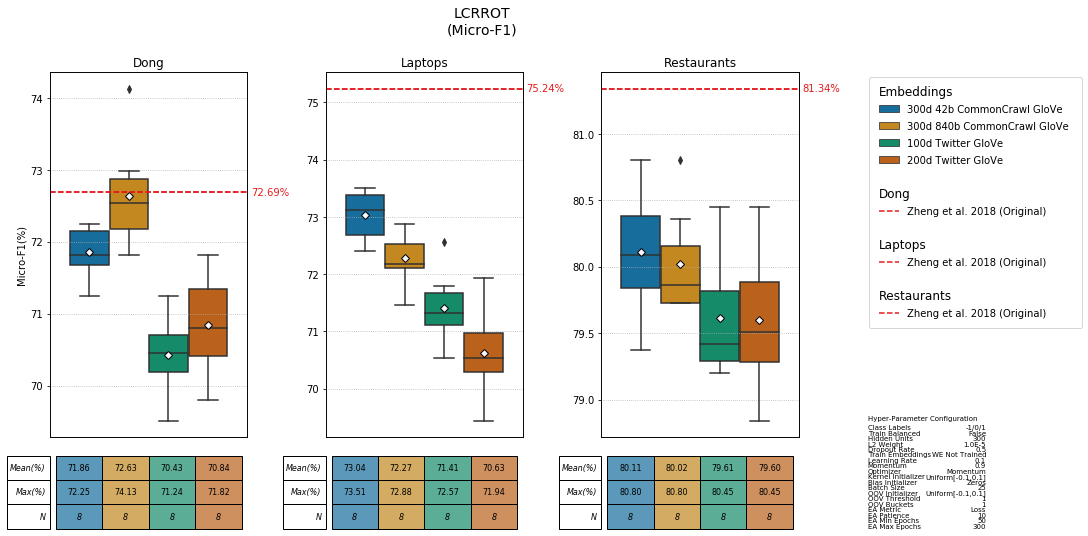 LCRROT
(Micro-F1)
Dong
Laptops
Restaurants
Micro-F1(%)
74
73
72
71
70
72.69%
75
74
73
72
71
70
75.24%
81.0
80.5
80.0
79.5
79.0
81.34%
Embeddings
300d 42b CommonCrawl GloVe
300d 840b CommonCrawl GloVe
100d Twitter GloVe
200d Twitter GloVe
Dong
Zheng et al. 2018 (Original)
Laptops
Zheng et al. 2018 (Original)
Restaurants
Zheng et al. 2018 (Original)
Mean(%) 71.86 72.63 70.43 70.84
Max(%) 72.25 74.13 71.24 71.82
N 8 8 8 8
Mean(%) 73.04 72.27 71.41 70.63
Max(%) 73.51 72.88 72.57 71.94
N 8 8 8 8
Mean(%) 80.11 80.02 79.61 79.60
Max(%) 80.80 80.80 80.45 80.45
N 8 8 8 8
Hyper-Parameter Configuration
Class Labels -1/0/1
Train Balanced False
Hidden Units 300
L2 Weight 1.0E-5
Dropout Rate 0.5
Train Embeddings WE Not Trained
Learning Rate 0.1
Momentum 0.9
Optimizer Momentum
Kernel Initializer Uniform[-0.1,0.1]
Bias Initializer Zeros
Batch Size 25
OOV Initializer Uniform[-0.1,0.1]
OOV Threshold 1
OOV Buckets 1
EA Metric Loss
EA Patience 10
EA Min Epochs 50
EA Max Epochs 300